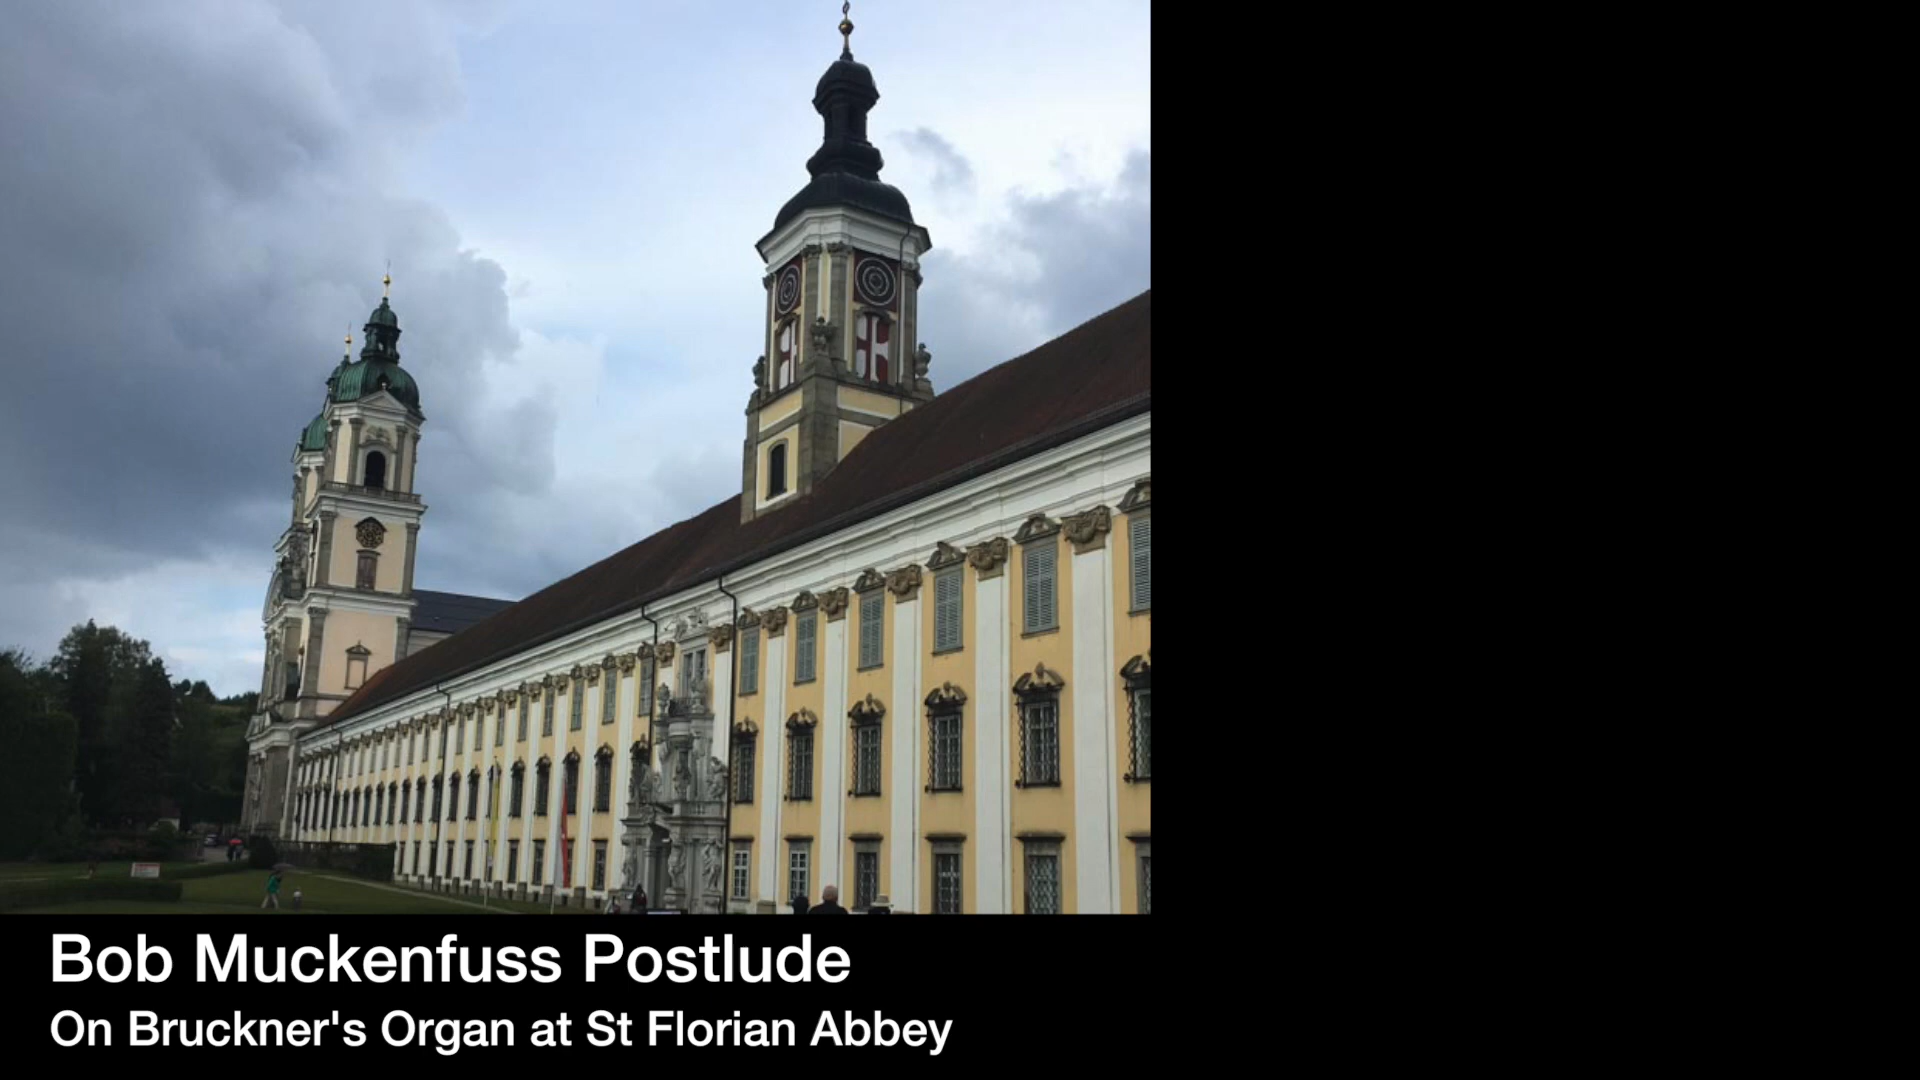 Bob Muckenfuss Postlude
On Bruckner's Organ at St Florian Abbey